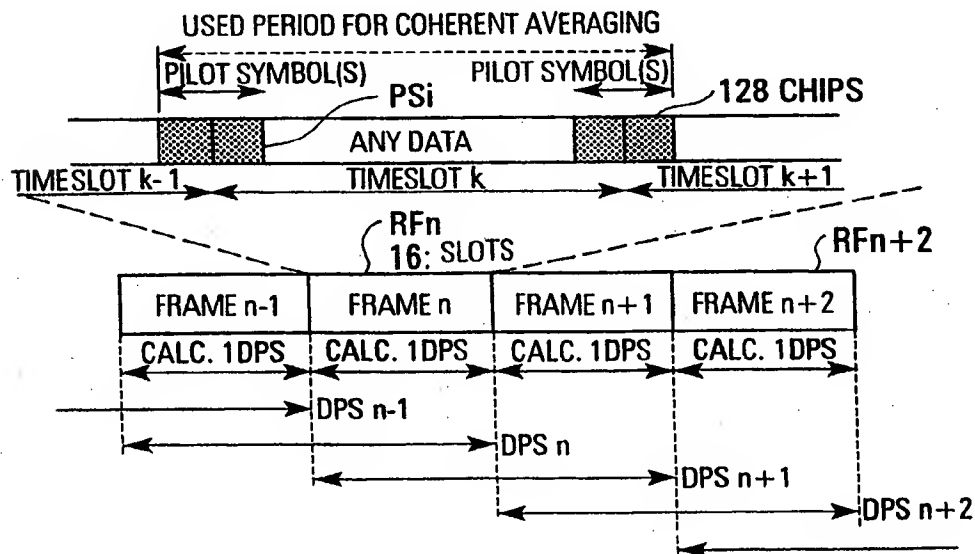 USED PERIOD FOR COHERENT AVERAGING
PILOT SYMBOL(S) PILOT SYMBOL(S)
PSi 128 CHIPS
ANY DATA
TIMESLOT k-1 TIMESLOT k TIMESLOT k+1
RFn RFn+2
16: SLOTS
FRAME n-1 FRAME n FRAME n+1 FRAME n+2
CALC. 1DPS CALC. 1DPS CALC. 1DPS CALC. 1DPS
DPS n-1
DPS n
DPS n+1
DPS n+2